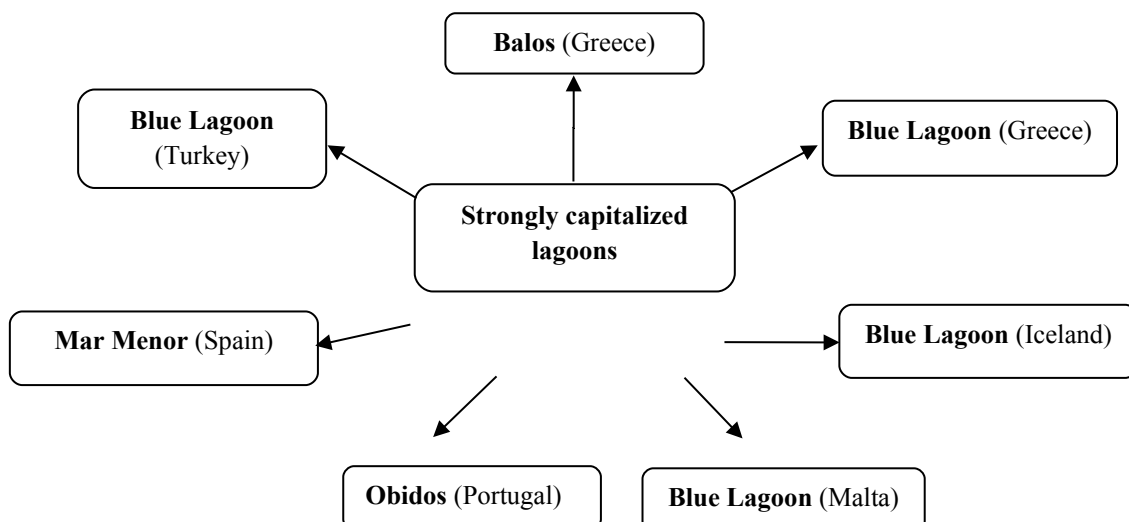 Balos (Greece)
Blue Lagoon
(Turkey)
Blue Lagoon (Greece)
Strongly capitalized
lagoons
Mar Menor (Spain)
Blue Lagoon (Iceland)
Obidos (Portugal)
Blue Lagoon (Malta)